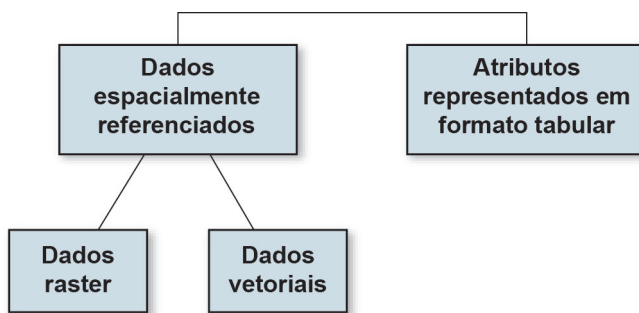 Dados
espacialmente
referenciados
Atributos
representados em
formato tabular
Dados
raster
Dados
vetoriais